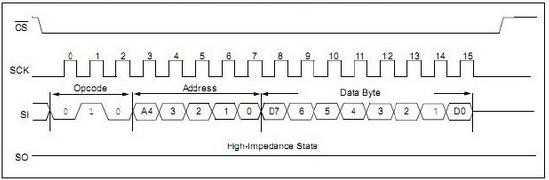 CS
0 1 2 3 4 5 6 7 8 9 10 11 12 13 14 15
SCK
Opcode Address Data Byte
SI 0 1 0 A4 3 2 1 0 D7 6 5 4 3 2 1 D0
High-Impedance State
SO